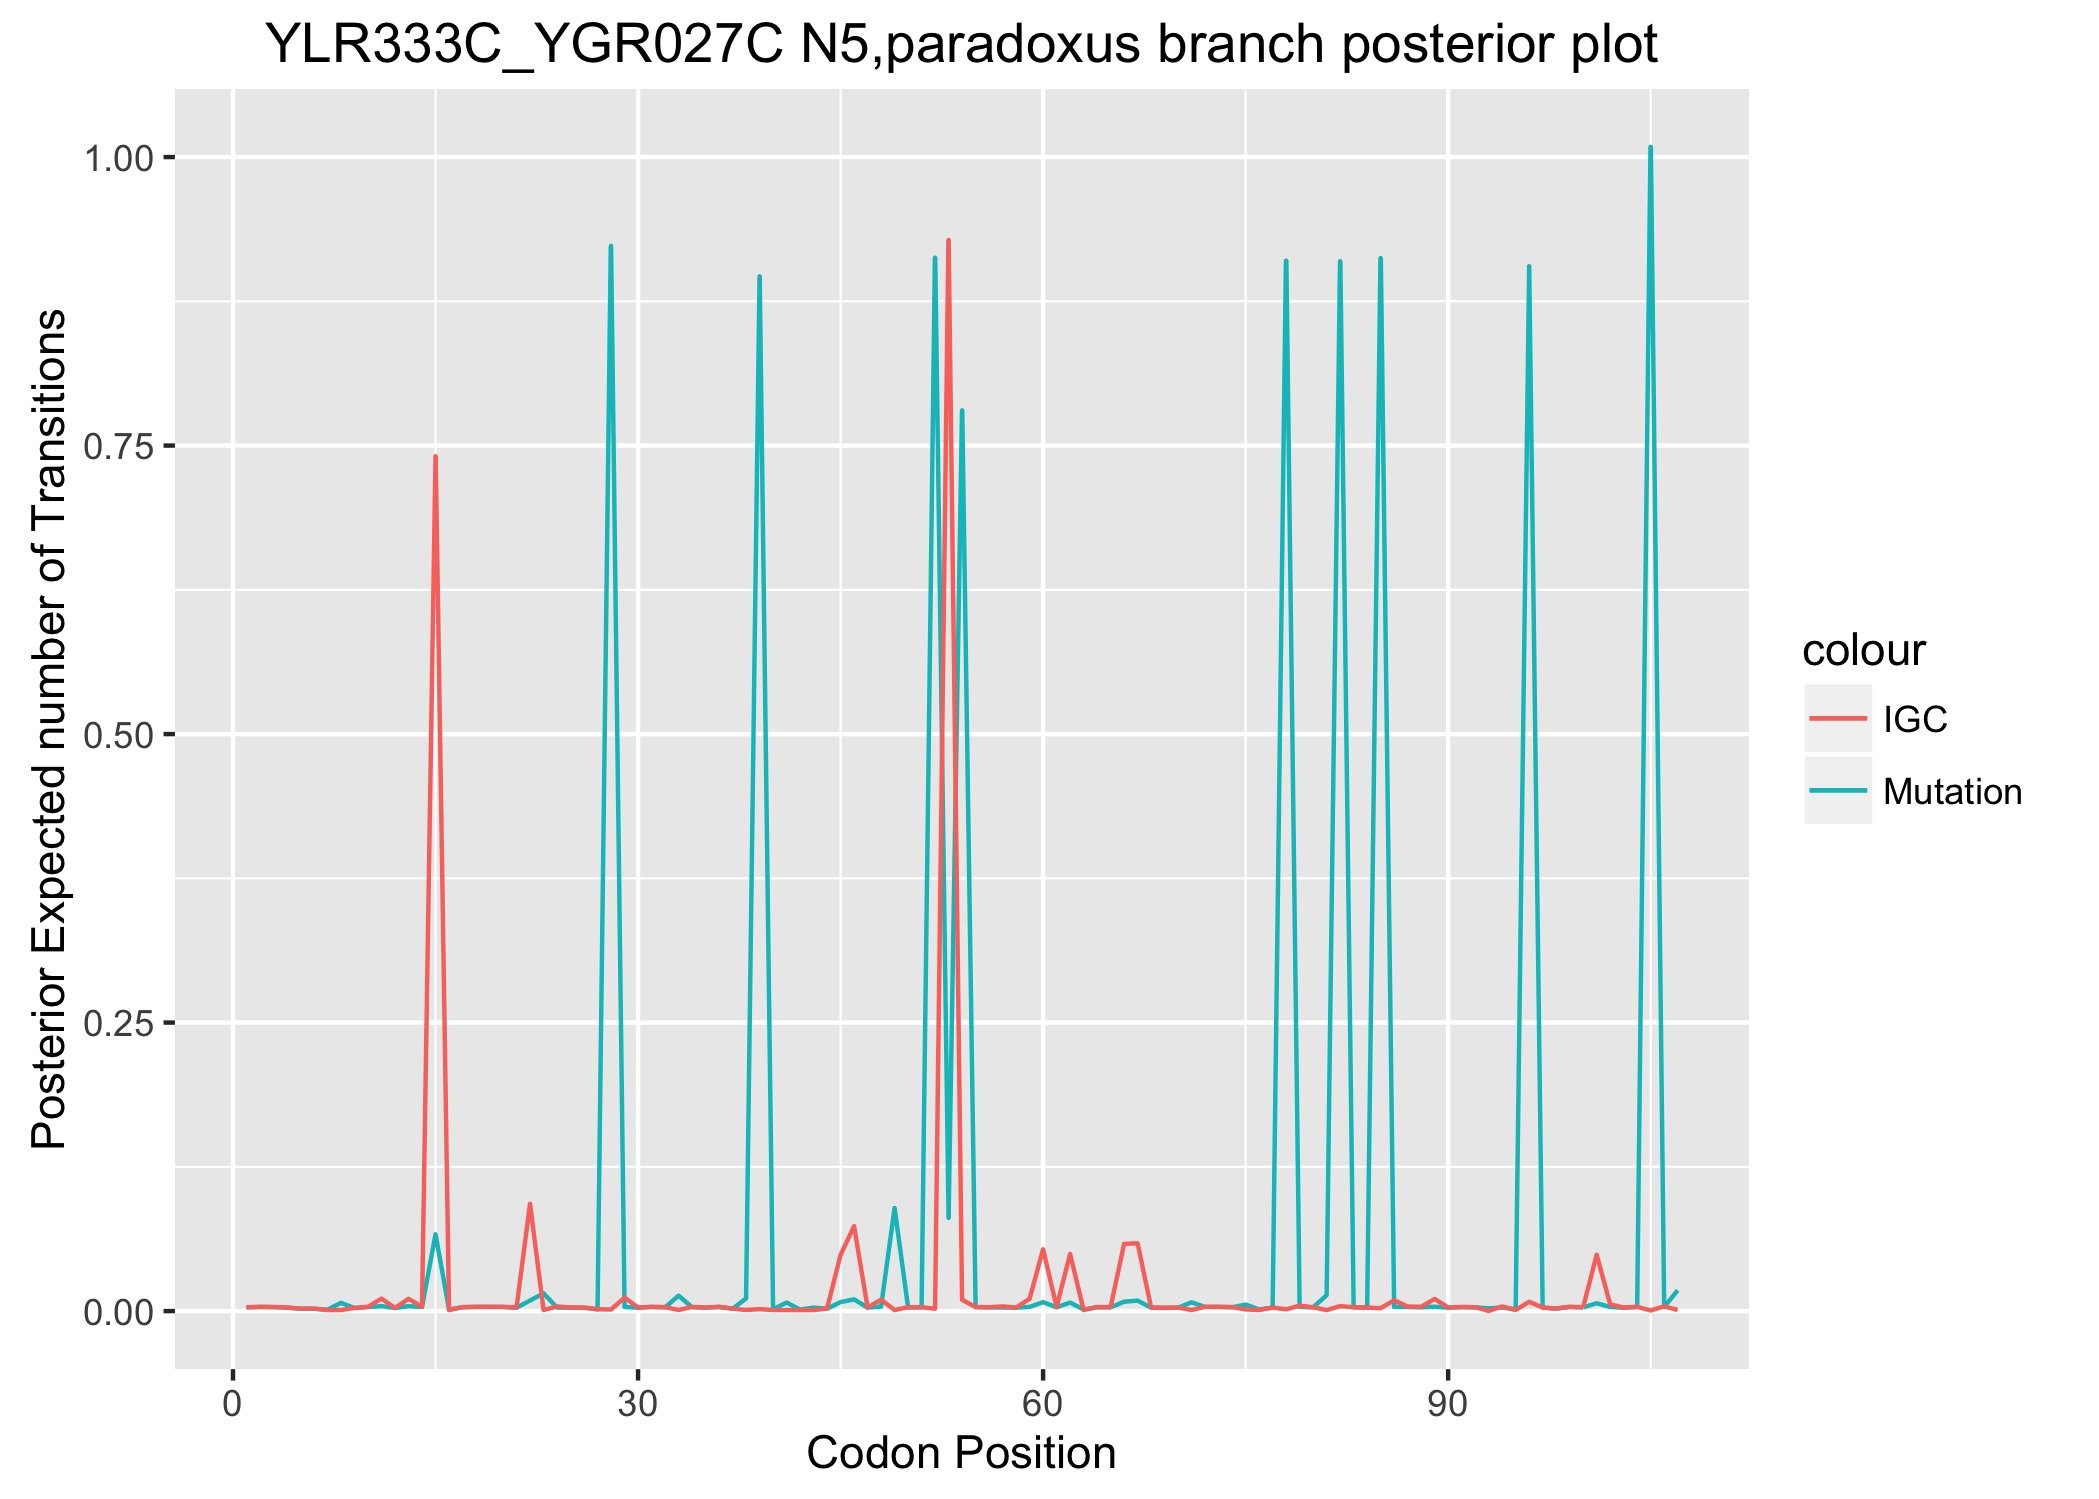 YLR333C_YGR027C N5,paradoxus branch posterior plot
Posterior Expected number of Transitions
1.00
0.75
0.50
0.25
0.00
0
30
60
90
Codon Position
colour
IGC
Mutation